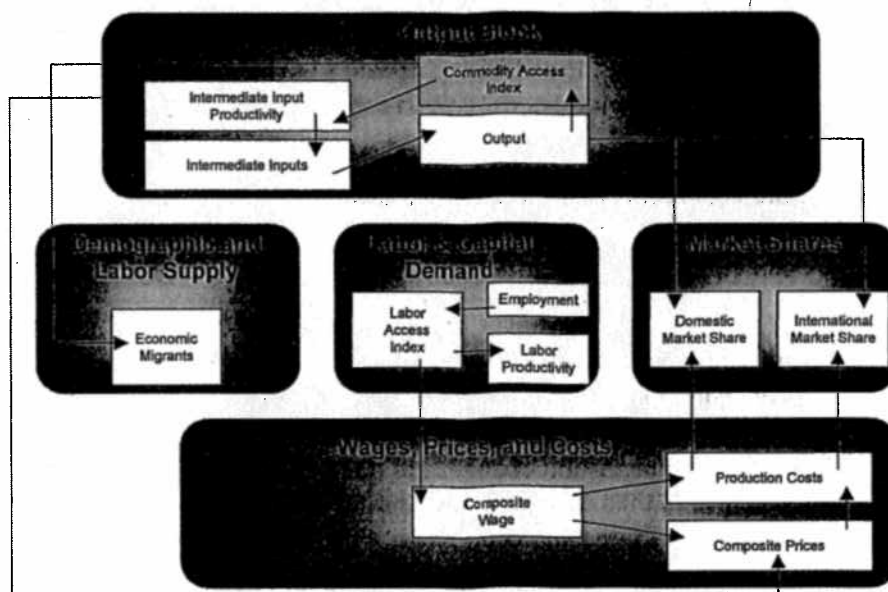 Output Block
Commodity Access
Index
Intermediate Input
Productivity
Output
Intermediate Inputs
Demographic and
Labor Supply
Labor & Capital
Demand
Market Shares
Economic
Migrants
Labor
Access
Index
Employment
Labor
Productivity
Domestic
Market Share
International
Market Share
Wages, Prices, and Costs
Composite
Wage
Production Costs
Composite Prices